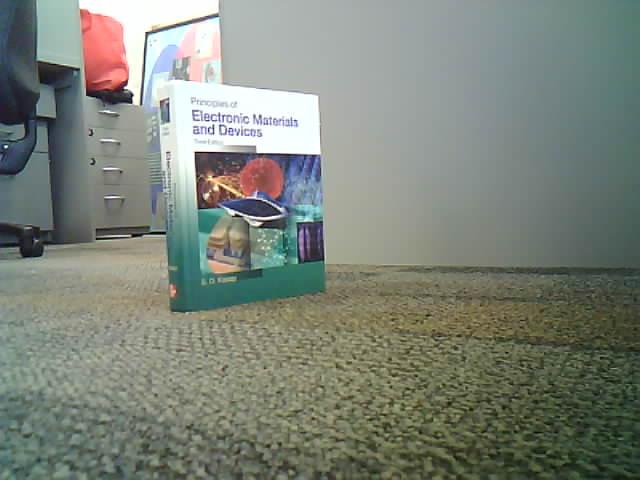 Principles of
Electronic Materials
and Devices
Third Edition
S. O. Kasap